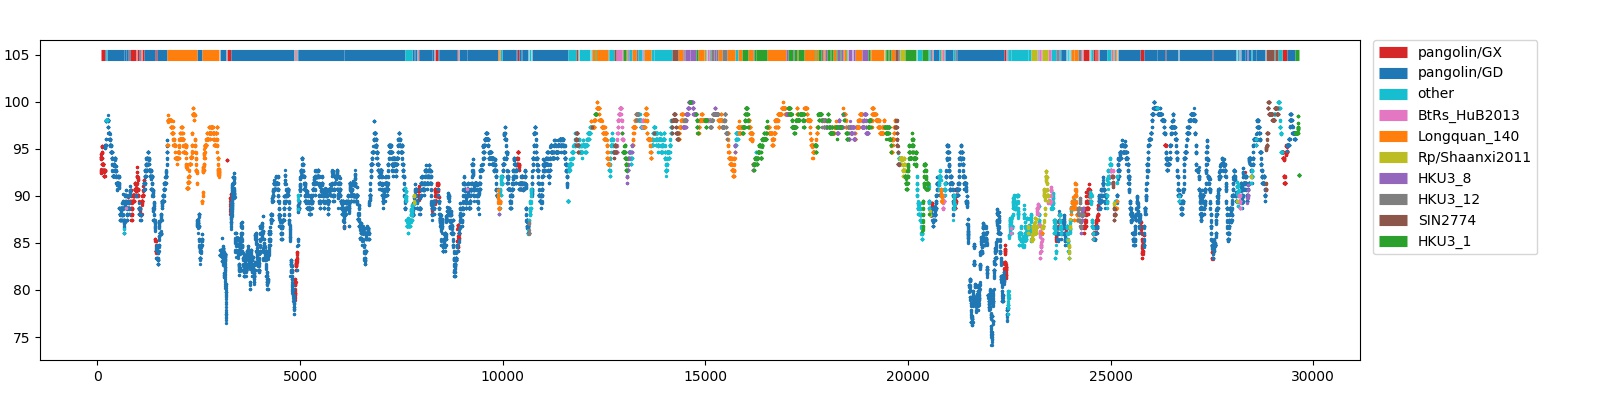 105
100
95
90
85
80
75
0
5000
10000
15000
20000
25000
30000
pangolin/GX
pangolin/GD
other
BtRs_HuB2013
Longquan_140
Rp/Shaanxi2011
HKU3_8
HKU3_12
SIN2774
HKU3_1